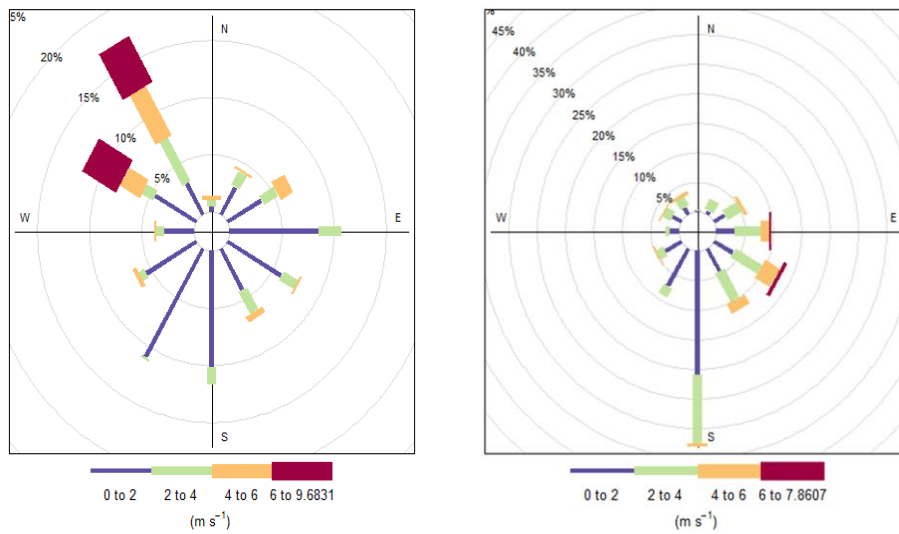 5%
20%
15%
10%
5%
N
W
E
S
0 to 2 2 to 4 4 to 6 6 to 9.6831
(m s⁻¹)
%
45%
40%
35%
30%
25%
20%
15%
10%
5%
N
W
E
S
0 to 2 2 to 4 4 to 6 6 to 7.8607
(m s⁻¹)